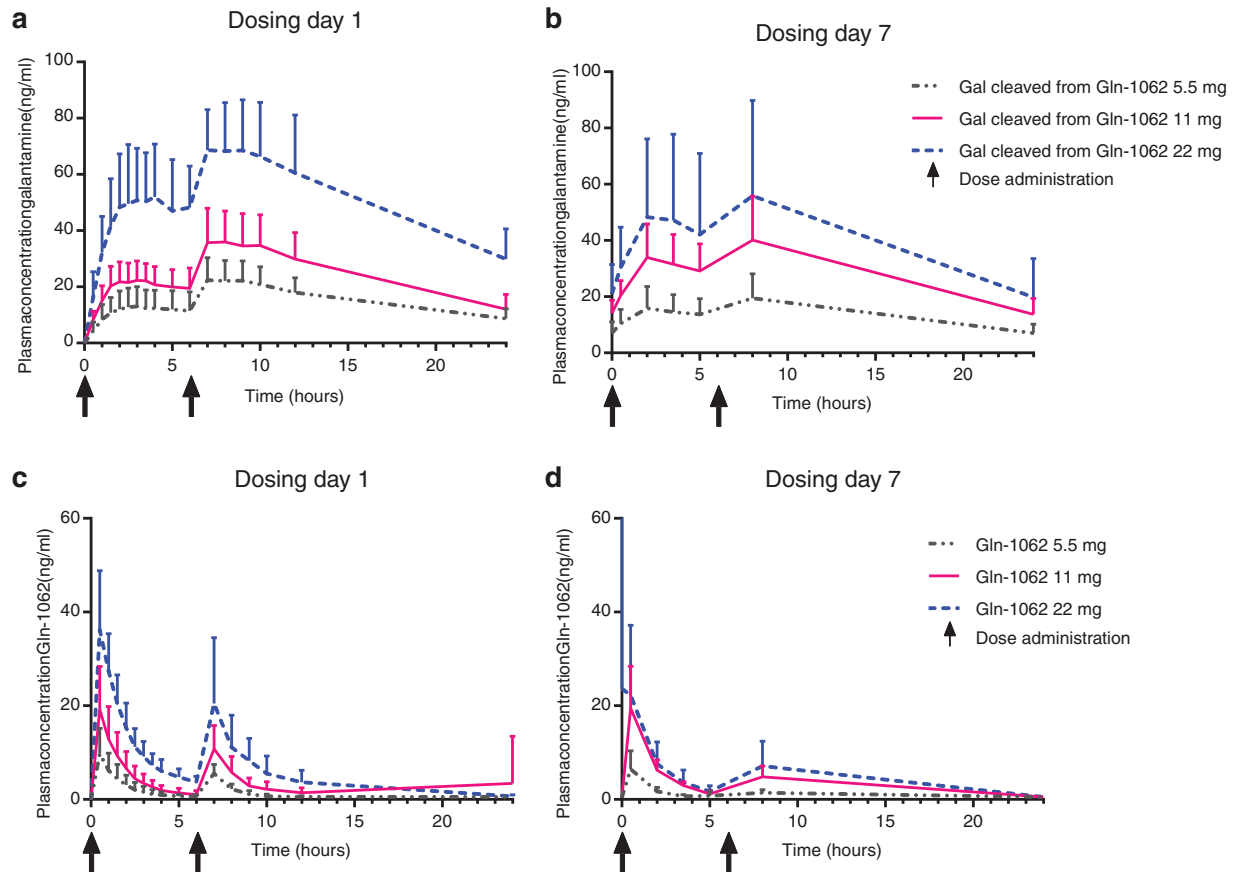 a
Dosing day 1
Plasmaconcentrationgalantamine(ng/ml)
100
80
60
40
20
0
0 5 10 15 20
Time (hours)
b
Dosing day 7
Plasmaconcentrationgalantamine(ng/ml)
100
80
60
40
20
0
0 5 10 15 20
Time (hours)
Gal cleaved from Gln-1062 5.5 mg
Gal cleaved from Gln-1062 11 mg
Gal cleaved from Gln-1062 22 mg
Dose administration
c
Dosing day 1
PlasmaconcentrationGln-1062(ng/ml)
60
40
20
0
0 5 10 15 20
Time (hours)
d
Dosing day 7
PlasmaconcentrationGln-1062(ng/ml)
60
40
20
0
0 5 10 15 20
Time (hours)
Gln-1062 5.5 mg
Gln-1062 11 mg
Gln-1062 22 mg
Dose administration